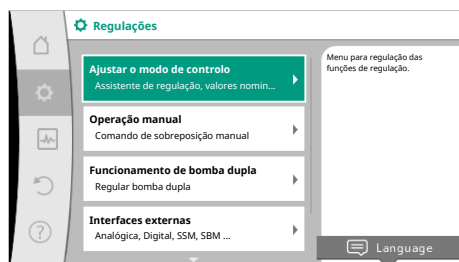 Regulações
Ajustar o modo de controlo
Assistente de regulação, valores nomin...
Operação manual
Comando de sobreposição manual
Funcionamento de bomba dupla
Regular bomba dupla
Interfaces externas
Analógica, Digital, SSM, SBM ...
Menu para regulação das
funções de regulação.
Language